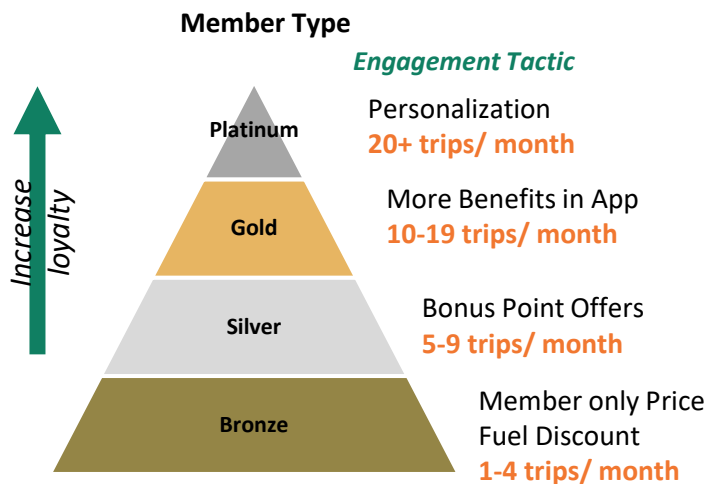 Member Type
Engagement Tactic
Increase
loyalty
Platinum
Personalization
20+ trips/ month
Gold
More Benefits in App
10-19 trips/ month
Silver
Bonus Point Offers
5-9 trips/ month
Bronze
Member only Price
Fuel Discount
1-4 trips/ month